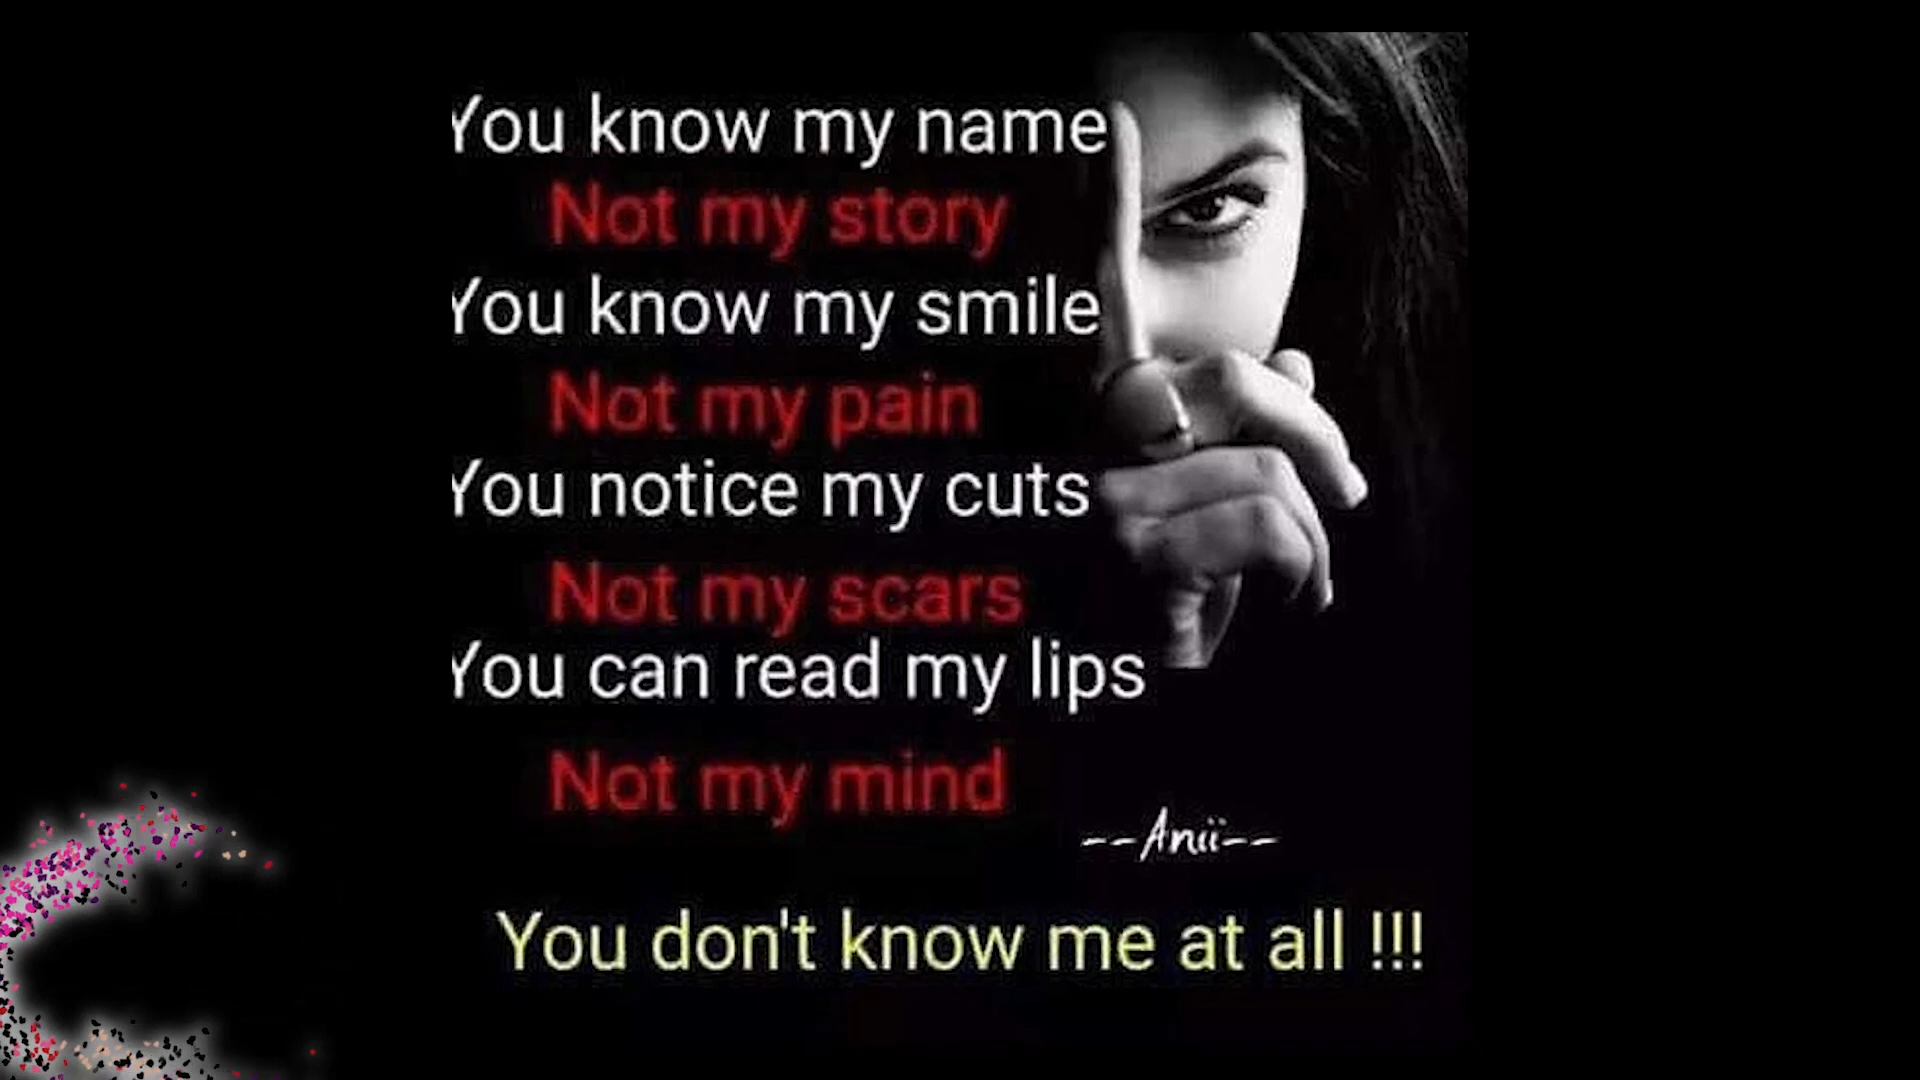 You know my name
Not my story
You know my smile
Not my pain
You notice my cuts
Not my scars
You can read my lips
Not my mind
--Anii--
You don't know me at all !!!